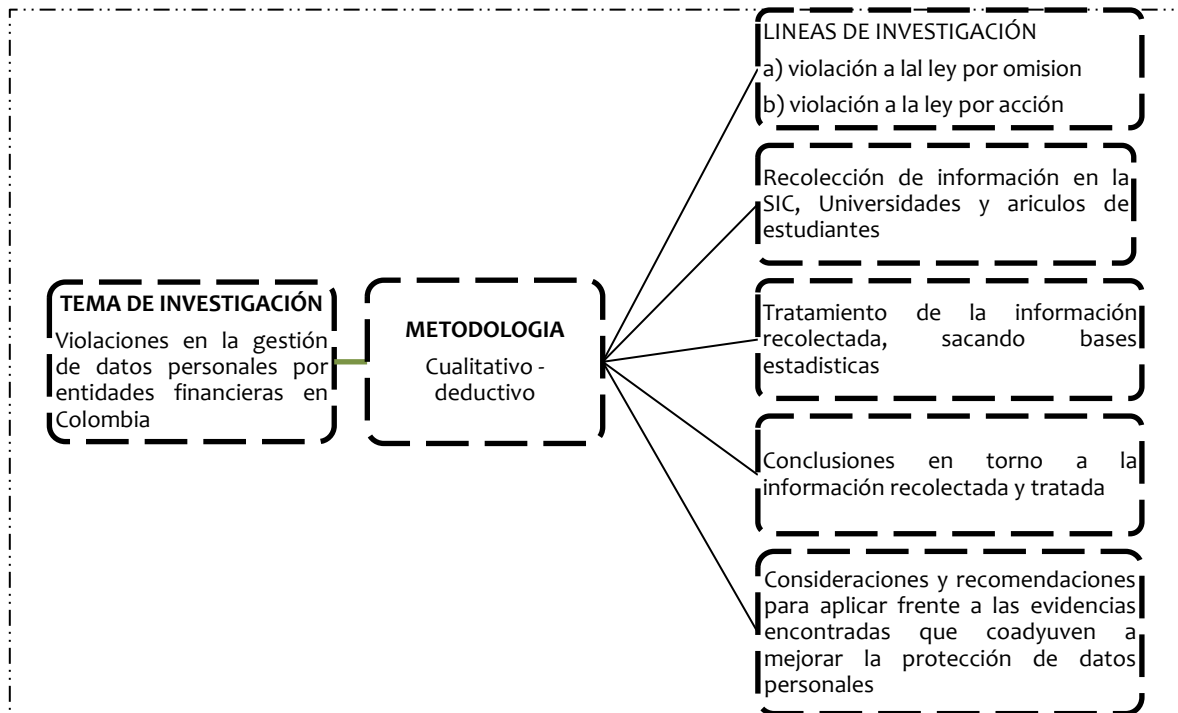 TEMA DE INVESTIGACIÓN
Violaciones en la gestión
de datos personales por
entidades financieras en
Colombia
METODOLOGIA
Cualitativo -
deductivo
LINEAS DE INVESTIGACIÓN
a) violación a lal ley por omision
b) violación a la ley por acción
Recolección de información en la
SIC, Universidades y ariculos de
estudiantes
Tratamiento de la información
recolectada, sacando bases
estadisticas
Conclusiones en torno a la
información recolectada y tratada
Consideraciones y recomendaciones
para aplicar frente a las evidencias
encontradas que coadyuven a
mejorar la protección de datos
personales